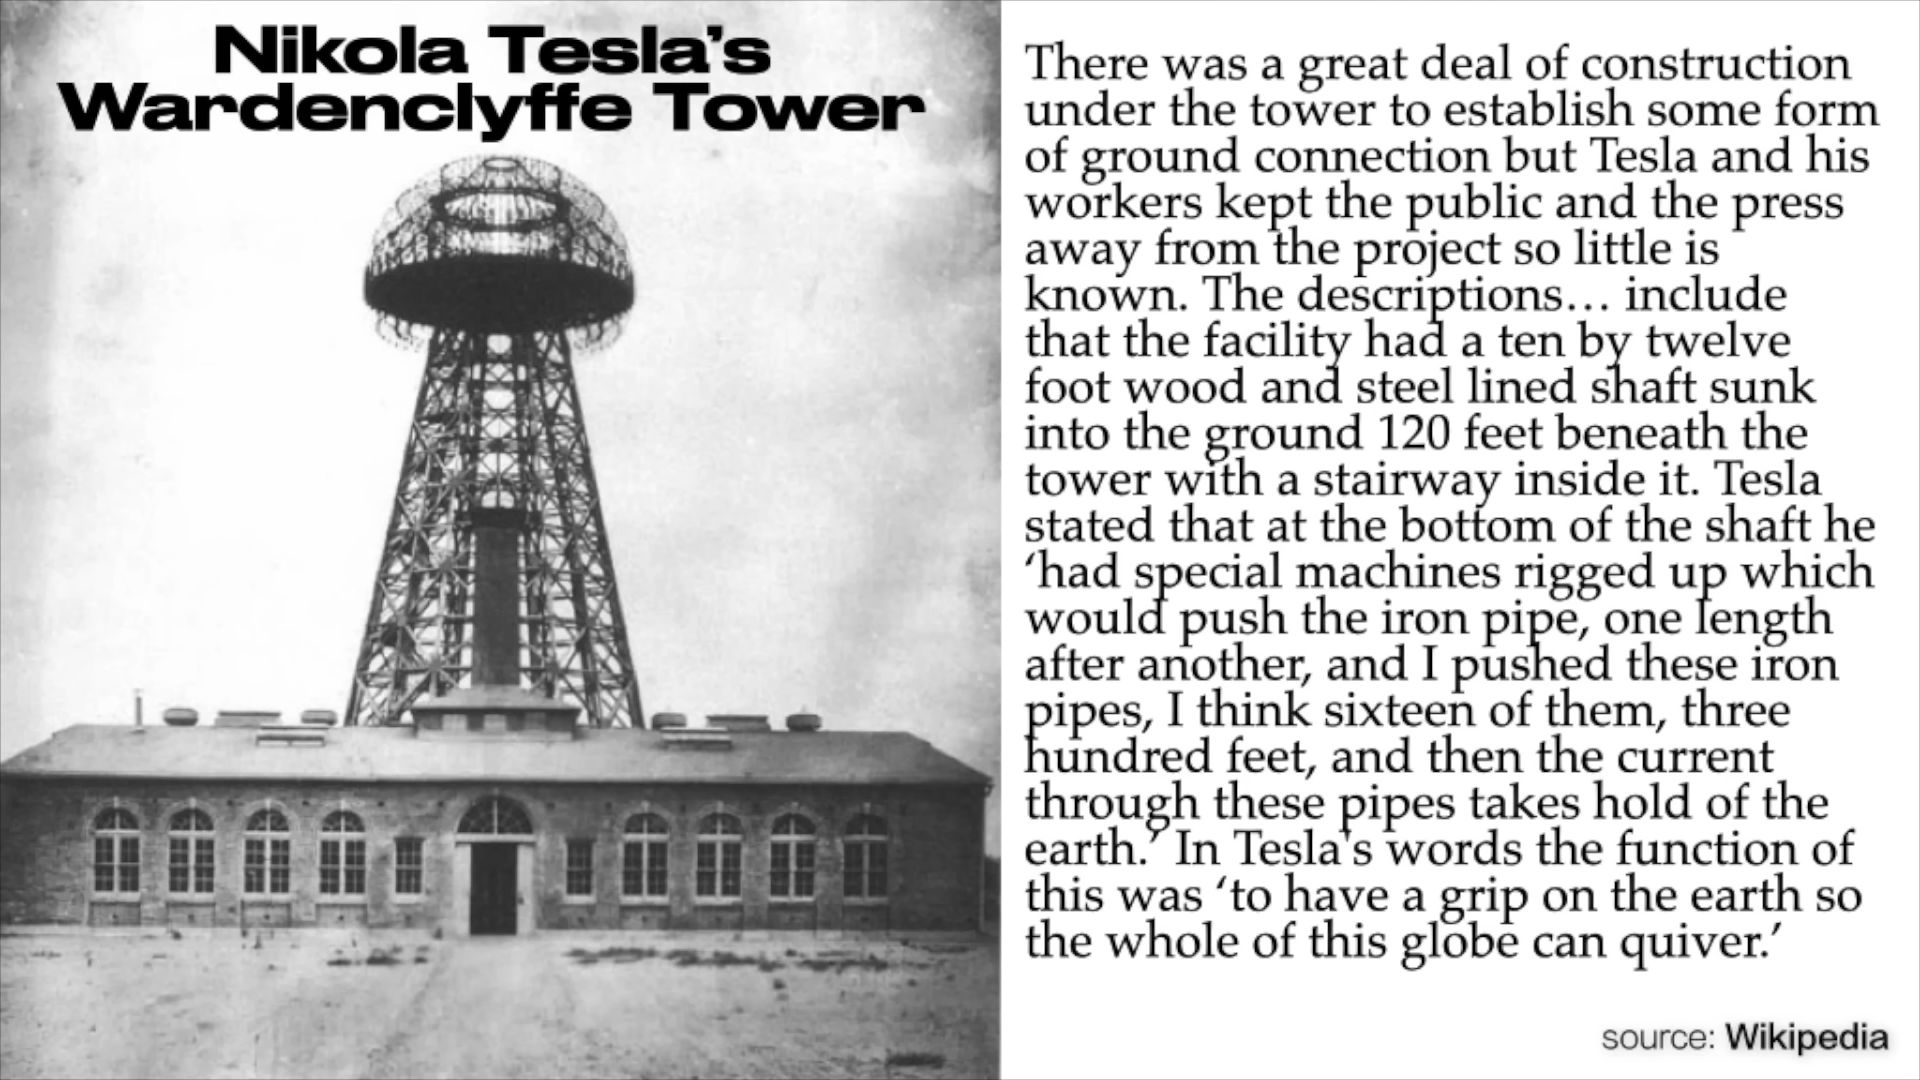 Nikola Tesla’s
Wardenclyffe Tower
There was a great deal of construction
under the tower to establish some form
of ground connection but Tesla and his
workers kept the public and the press
away from the project so little is
known. The descriptions… include
that the facility had a ten by twelve
foot wood and steel lined shaft sunk
into the ground 120 feet beneath the
tower with a stairway inside it. Tesla
stated that at the bottom of the shaft he
‘had special machines rigged up which
would push the iron pipe, one length
after another, and I pushed these iron
pipes, I think sixteen of them, three
hundred feet, and then the current
through these pipes takes hold of the
earth.’ In Tesla's words the function of
this was ‘to have a grip on the earth so
the whole of this globe can quiver.’
source: Wikipedia